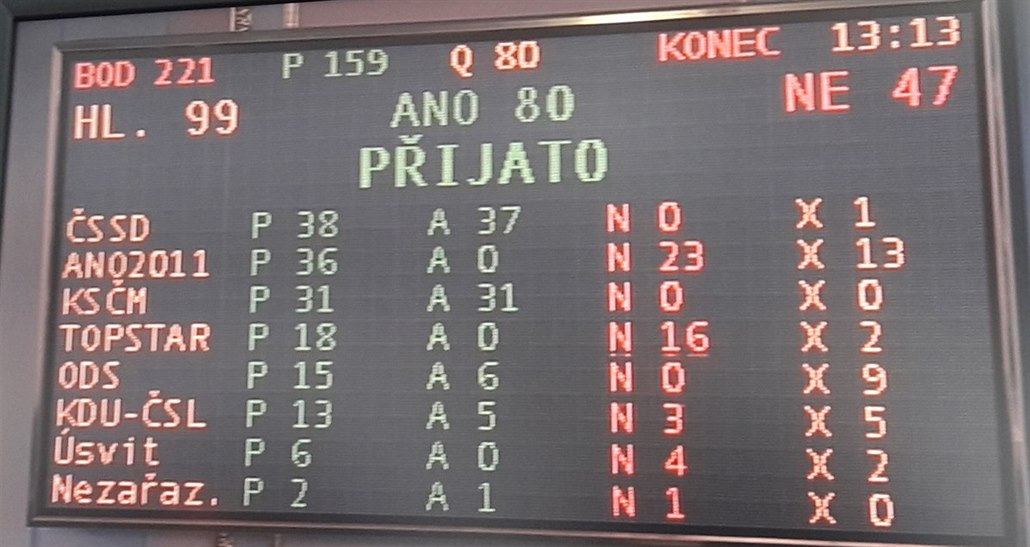 BOD 221 P 159 Q 80 KONEC 13:13
HL. 99 ANO 80 NE 47
PŘIJATO
ČSSD P 38 A 37 N 0 X 1
ANO2011 P 36 A 0 N 23 X 13
KSČM P 31 A 31 N 0 X 0
TOPSTAR P 18 A 0 N 16 X 2
ODS P 15 A 6 N 0 X 9
KDU-ČSL P 13 A 5 N 3 X 5
Úsvit P 6 A 0 N 4 X 2
Nezařaz. P 2 A 1 N 1 X 0